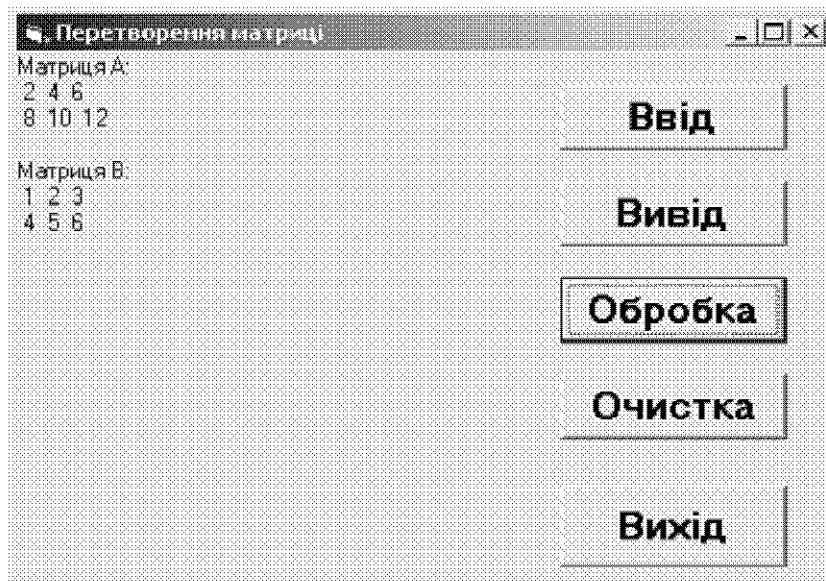 Перетворення матриці
Матриця А:
2 4 6
8 10 12
Матриця В:
1 2 3
4 5 6
Ввід
Вивід
Обробка
Очистка
Вихід